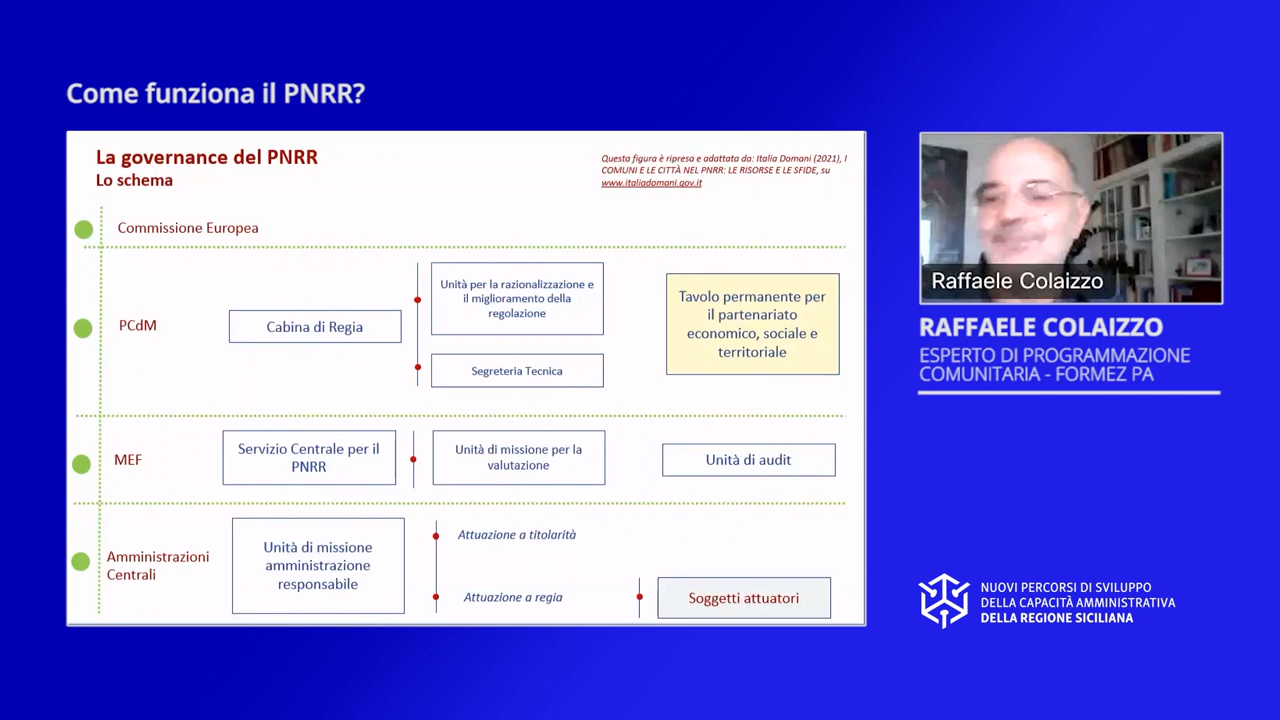 Come funziona il PNRR?
La governance del PNRR
Lo schema
Questa figura è ripresa e adattata da: Italia Domani (2021), I
COMUNI E LE CITTÀ NEL PNRR: LE RISORSE E LE SFIDE, su
www.italiadomani.gov.it
Commissione Europea
PCdM
Cabina di Regia
Unità per la razionalizzazione e
il miglioramento della
regolazione
Segreteria Tecnica
Tavolo permanente per
il partenariato
economico, sociale e
territoriale
MEF
Servizio Centrale per il
PNRR
Unità di missione per la
valutazione
Unità di audit
Amministrazioni
Centrali
Unità di missione
amministrazione
responsabile
Attuazione a titolarità
Attuazione a regia
Soggetti attuatori
Raffaele Colaizzo
RAFFAELE COLAIZZO
ESPERTO DI PROGRAMMAZIONE
COMUNITARIA - FORMEZ PA
NUOVI PERCORSI DI SVILUPPO
DELLA CAPACITÀ AMMINISTRATIVA
DELLA REGIONE SICILIANA